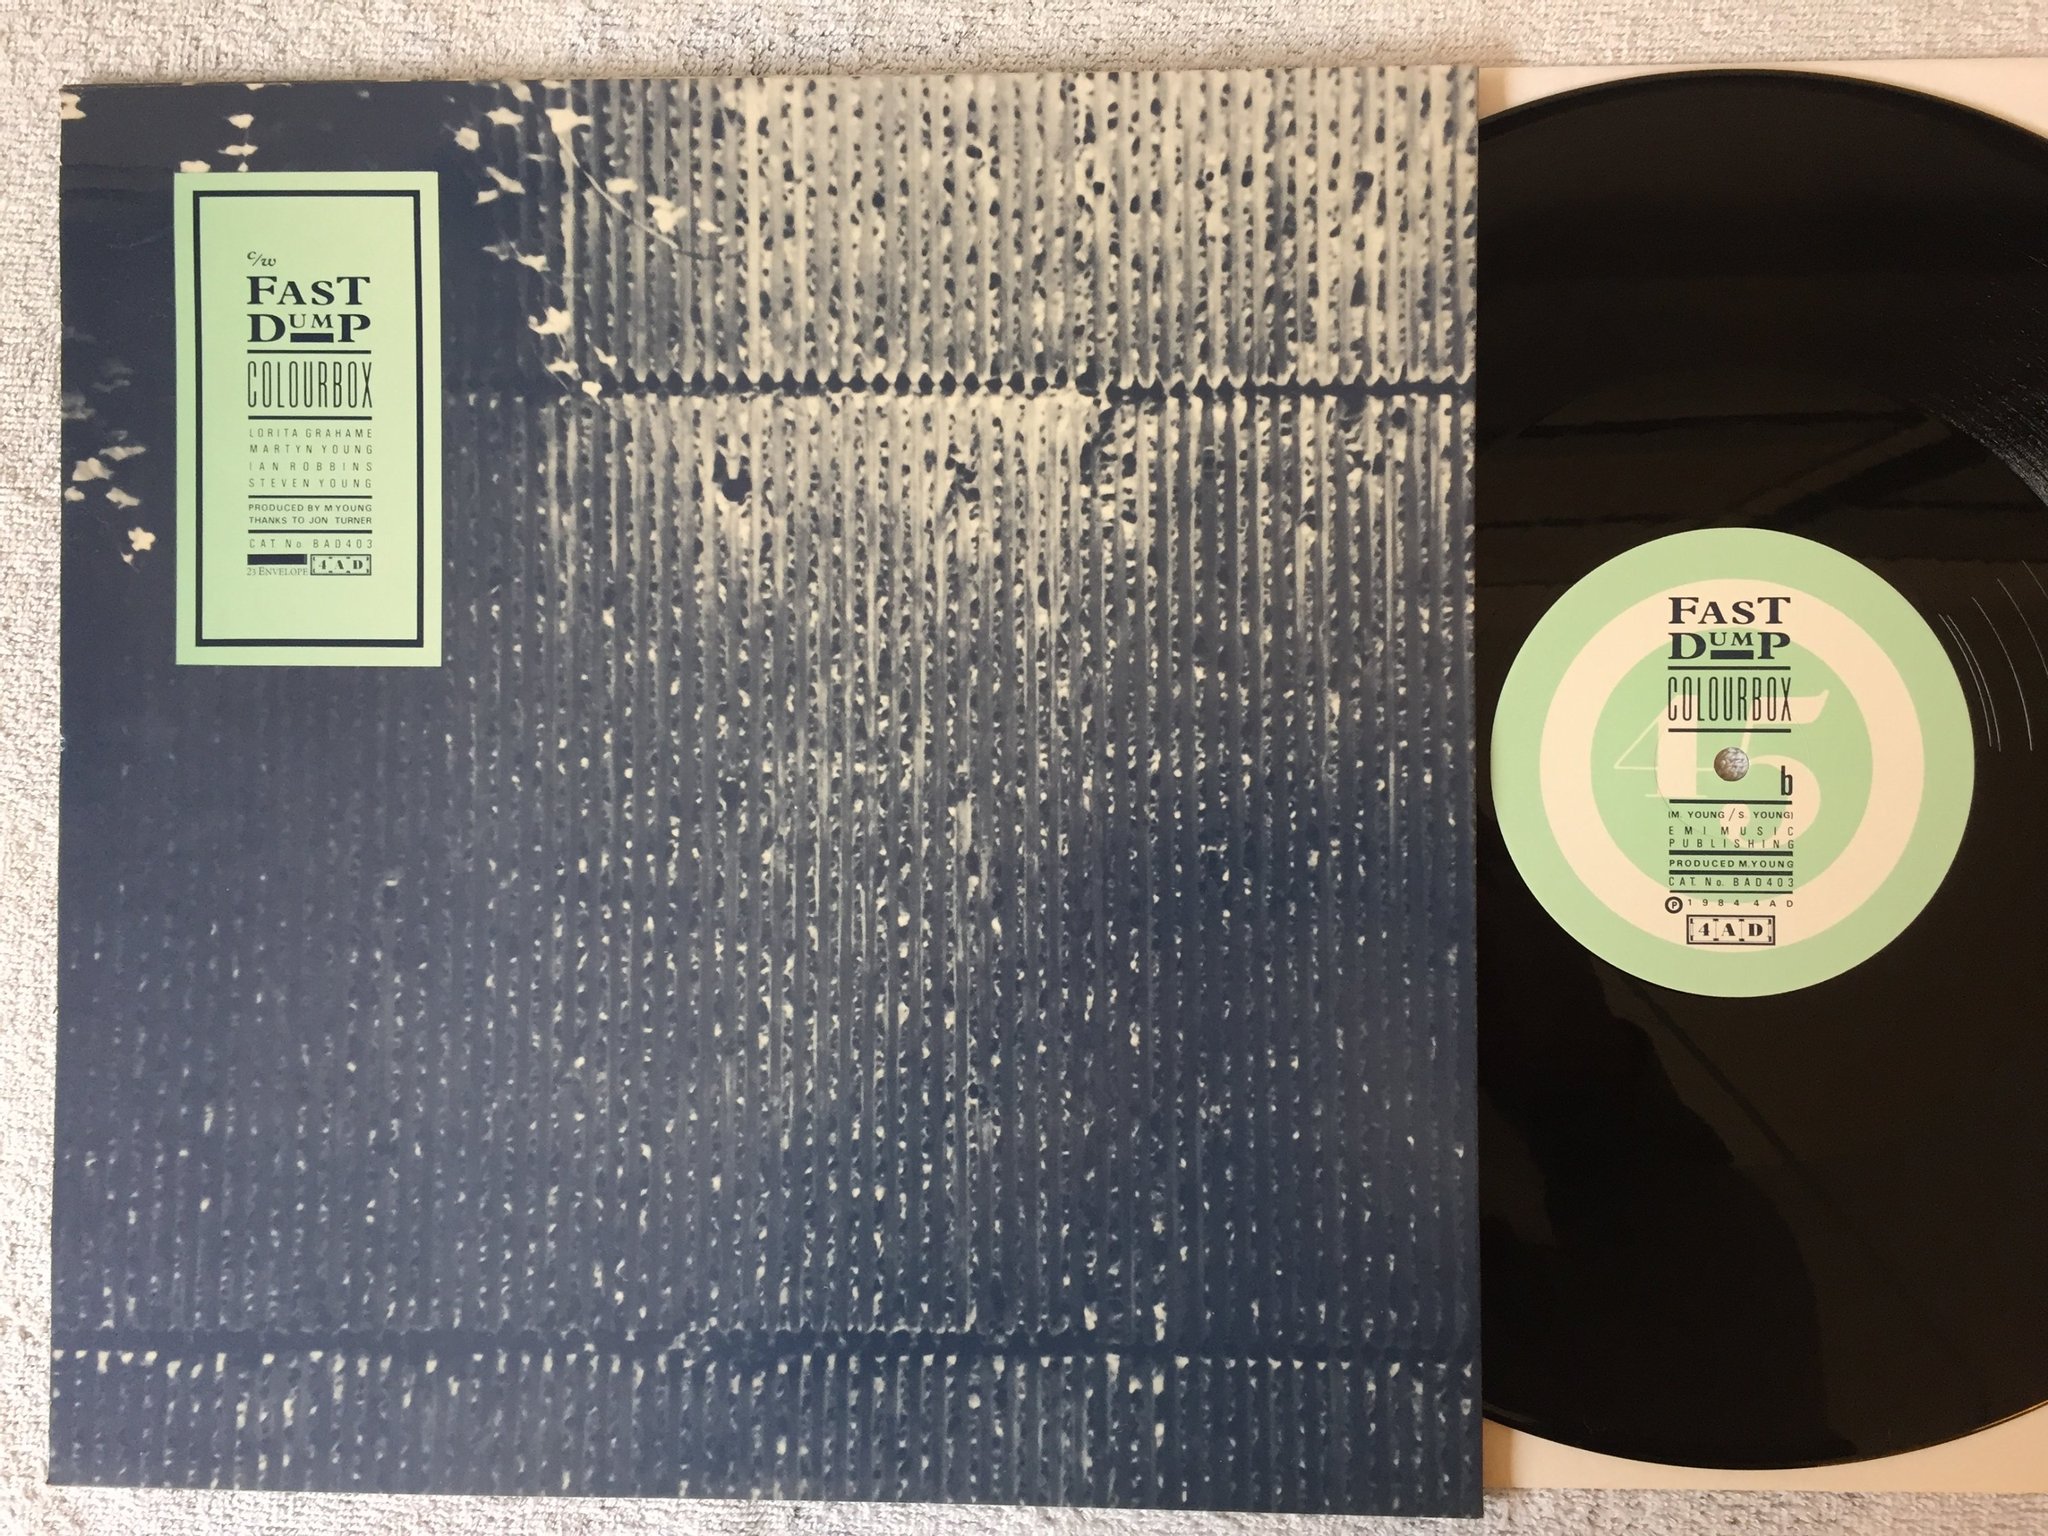 c/w
FAST
DUMP
COLOURBOX
LORITA GRAHAME
MARTYN YOUNG
IAN ROBBINS
STEVEN YOUNG
PRODUCED BY M YOUNG
THANKS TO JON TURNER
CAT No BAD403
23 ENVELOPE 4AD
FAST
DUMP
COLOURBOX
45
b
(M. YOUNG / S. YOUNG)
EMI MUSIC
PUBLISHING
PRODUCED M.YOUNG
CAT. No. BAD403
℗ 1984 4AD
4AD